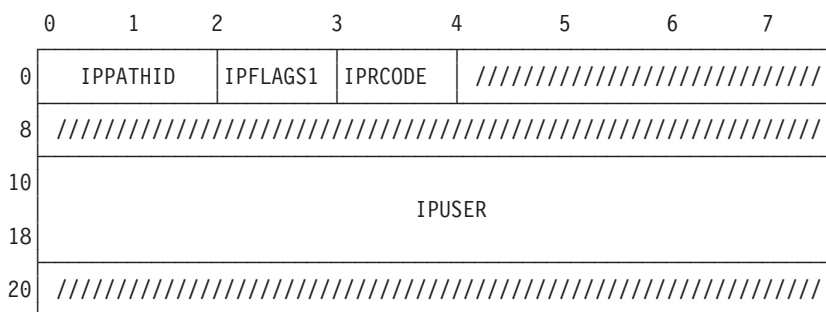 0 1 2 3 4 5 6 7
0 IPPATHID IPFLAGS1 IPRCODE /////////////////////////////
8 ////////////////////////////////////////////////////////////////
10
IPUSER
18
20 ////////////////////////////////////////////////////////////////